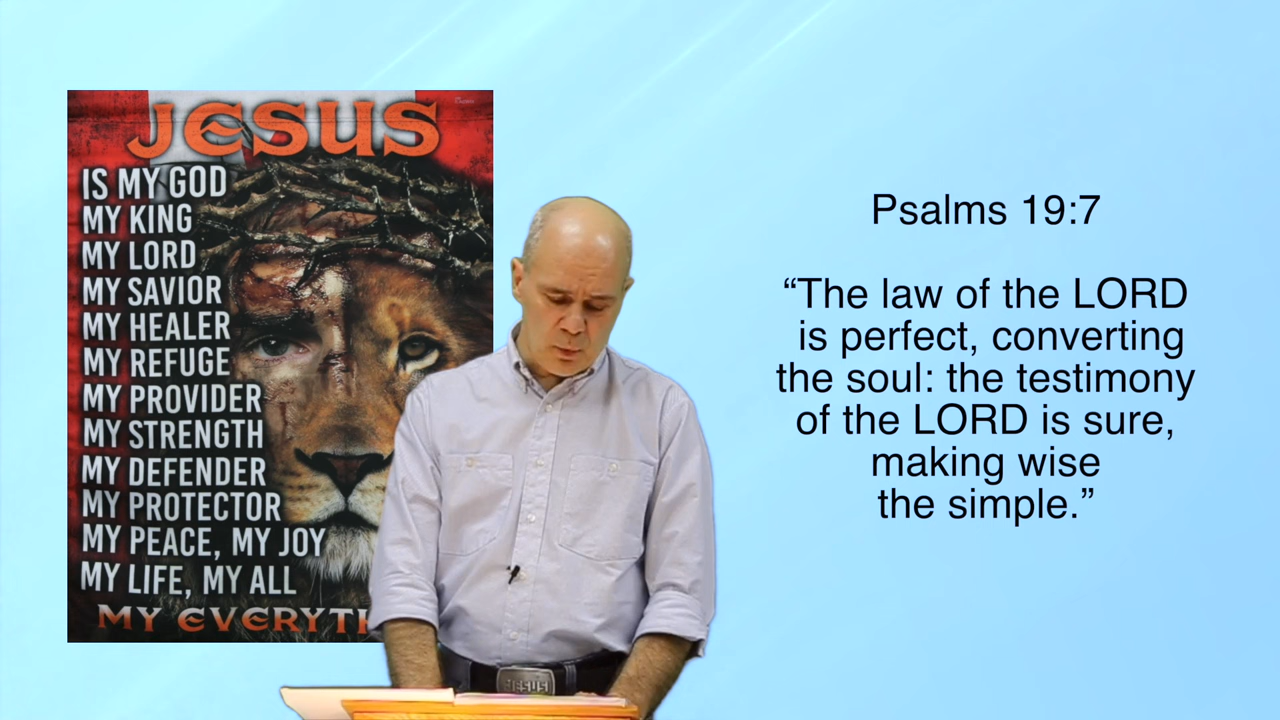 JESUS
IS MY GOD
MY KING
MY LORD
MY SAVIOR
MY HEALER
MY REFUGE
MY PROVIDER
MY STRENGTH
MY DEFENDER
MY PROTECTOR
MY PEACE, MY JOY
MY LIFE, MY ALL
MY EVERYTH
JESUS
Psalms 19:7
“The law of the LORD
is perfect, converting
the soul: the testimony
of the LORD is sure,
making wise
the simple.”